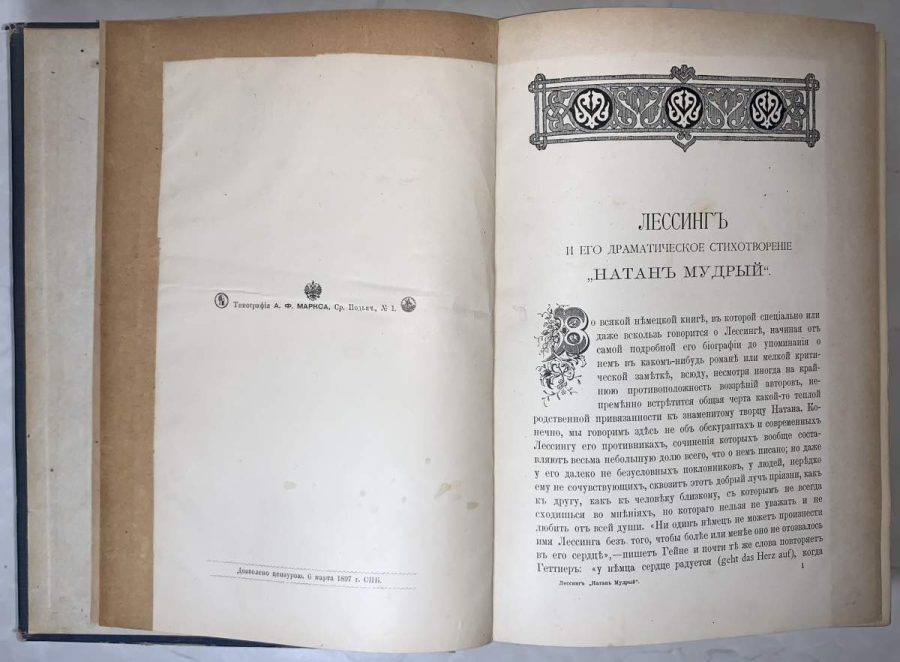 Типографія А. Ф. МАРКСА, Ср. Подьяч., № 1.
Дозволено цензурою, 6 марта 1897 г. СПБ.
ЛЕССИНГЪ
И ЕГО ДРАМАТИЧЕСКОЕ СТИХОТВОРЕНІЕ
„НАТАНЪ МУДРЫЙ“.
Во всякой нѣмецкой книгѣ, въ которой спеціально или
даже вскользь говорится о Лессингѣ, начиная отъ
самой подробной его біографіи до упоминанія о
немъ въ какомъ-нибудь романѣ или мелкой крити-
ческой замѣткѣ, всюду, несмотря иногда на край-
нюю противоположность воззрѣній авторовъ, не-
премѣнно встрѣтится общая черта какой-то теплой
родственной привязанности къ знаменитому творцу Натана. Ко-
нечно, мы говоримъ здѣсь не объ обскурантахъ и современныхъ
Лессингу его противникахъ, сочиненія которыхъ вообще соста-
вляютъ весьма небольшую долю всего, что о немъ писано; но даже
у его далеко не безусловныхъ поклонниковъ, у людей, нерѣдко
ему не сочувствующихъ, сквозитъ этотъ добрый лучъ пріязни, какъ
къ другу, какъ къ человѣку близкому, съ которымъ не всегда
сходишься во мнѣніяхъ, но котораго нельзя не уважать и не
любить отъ всей души. «Ни одинъ нѣмецъ не можетъ произнести
имя Лессинга безъ того, чтобы болѣе или менѣе оно не отозвалось
въ его сердцѣ»,—пишетъ Гейне и почти тѣ же слова повторяетъ
Геттнеръ: «у нѣмца сердце радуется (geht das Herz auf), когда
Лессингъ „Натанъ Мудрый“.
1